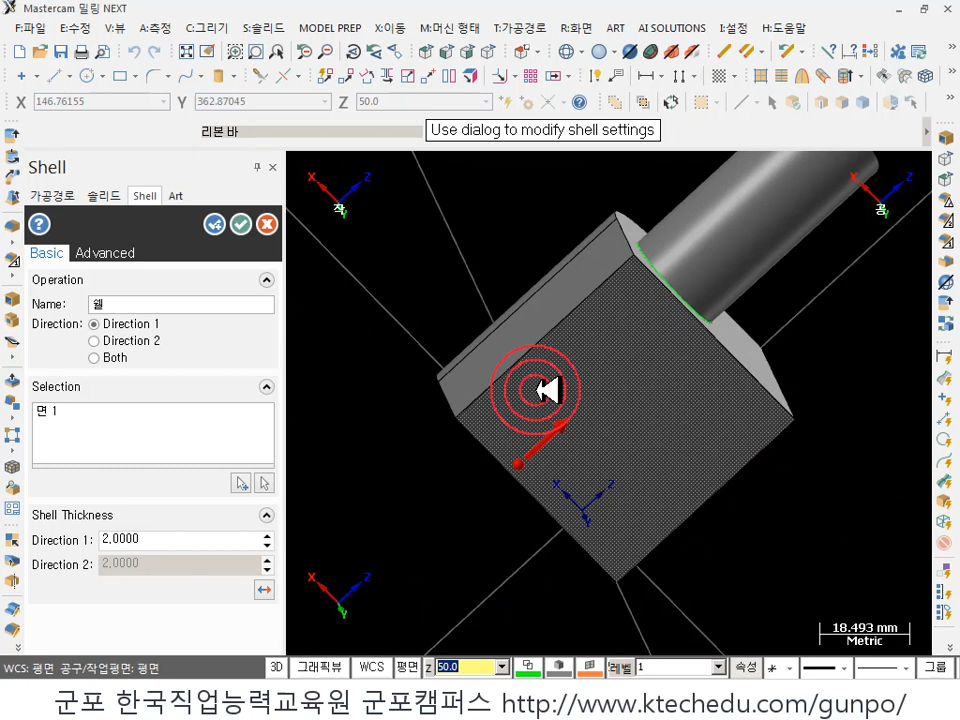 Mastercam 밀링 NEXT
F:파일 E:수정 V:뷰 A:측정 C:그리기 S:솔리드 MODEL PREP X:이동 M:머신 형태 T:가공경로 R:화면 ART AI SOLUTIONS I:설정 H:도움말
X 146.76155 Y 362.87045 Z 50.0
리본 바
Use dialog to modify shell settings
Shell
가공경로 솔리드 Shell Art
Basic Advanced
Operation
Name: 쉘
Direction: Direction 1
Direction 2
Both
Selection
면 1
Shell Thickness
Direction 1: 2,0000
Direction 2: 2,0000
X Z 작 Y
X Z 공 Y
X Z Y
X Z Y
18.493 mm
Metric
WCS: 평면 공구/작업평면: 평면 3D 그래픽뷰 WCS 평면 Z 50.0 레벨 1 속성 그룹
군포 한국직업능력교육원 군포캠퍼스 http://www.ktechedu.com/gunpo/